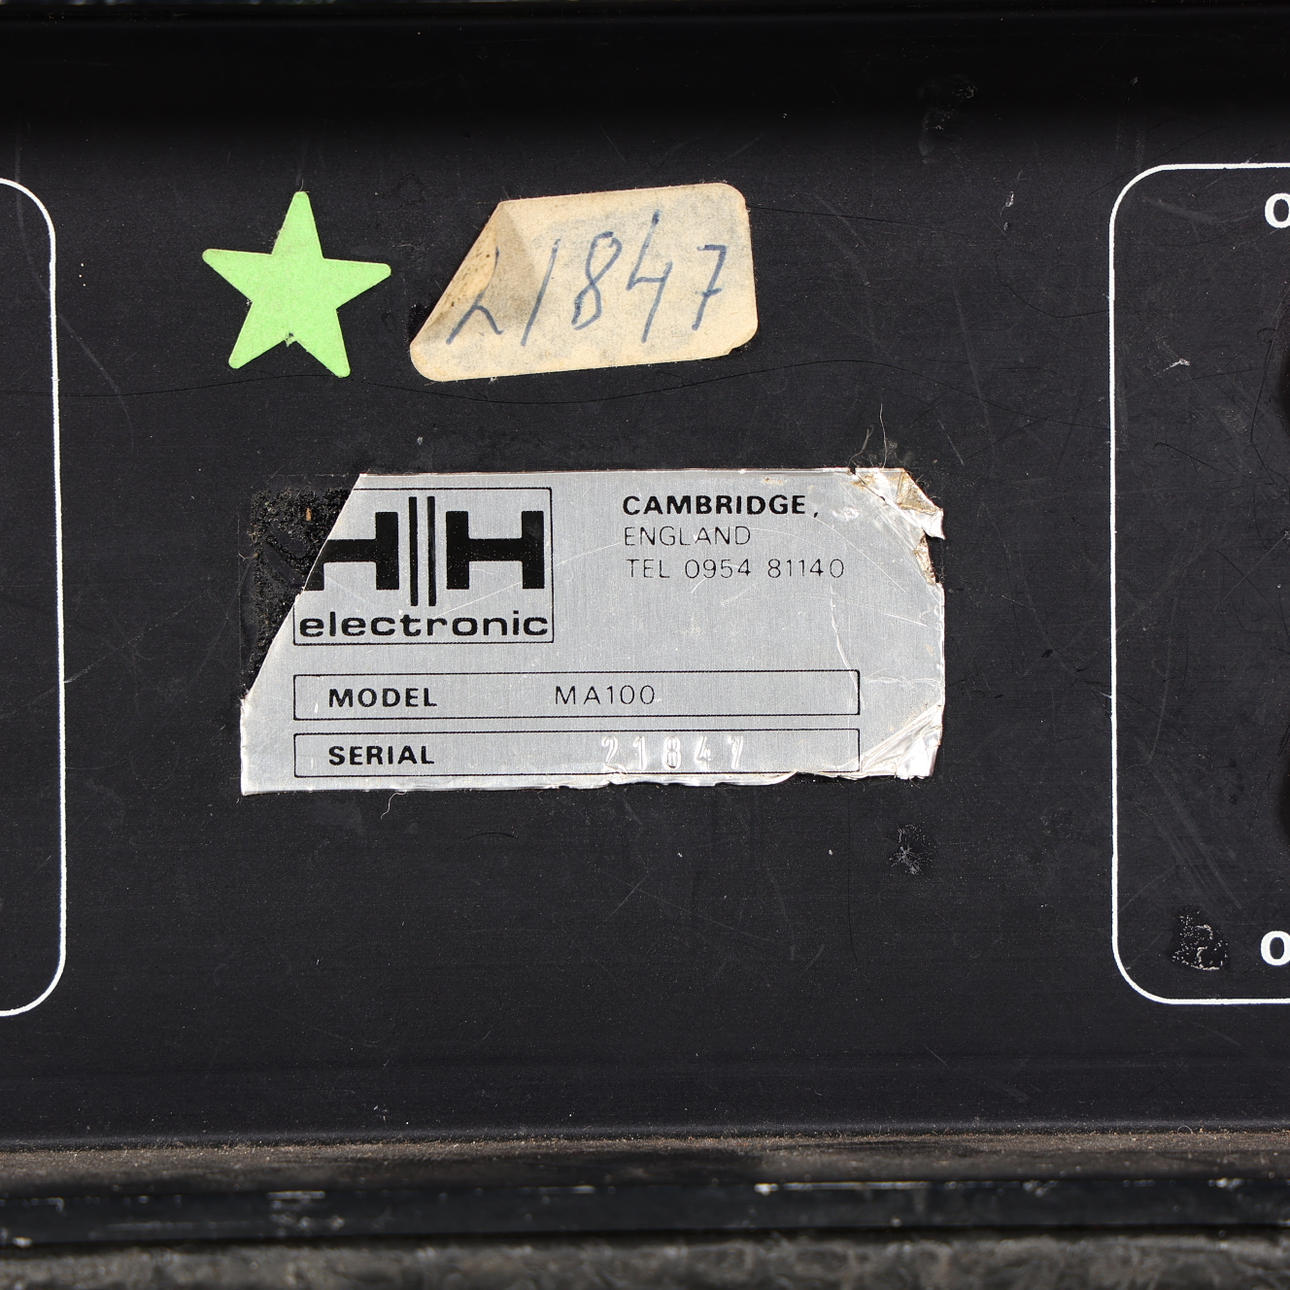 21847
HH
electronic
CAMBRIDGE,
ENGLAND
TEL 0954 81140
MODEL MA100
SERIAL 21847